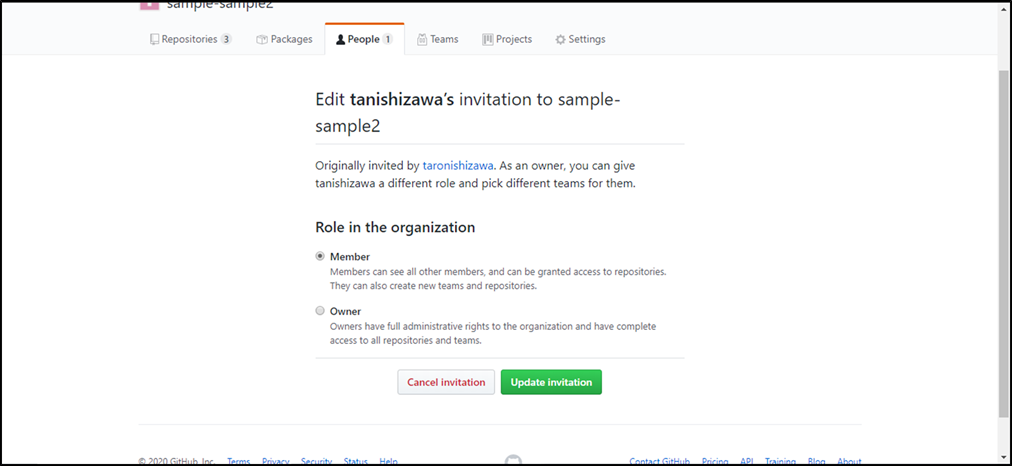 sample-sample2
Repositories 3 Packages People 1 Teams Projects Settings
Edit tanishizawa's invitation to sample-
sample2
Originally invited by taronishizawa. As an owner, you can give
tanishizawa a different role and pick different teams for them.
Role in the organization
Member
Members can see all other members, and can be granted access to repositories.
They can also create new teams and repositories.
Owner
Owners have full administrative rights to the organization and have complete
access to all repositories and teams.
Cancel invitation Update invitation
© 2020 GitHub, Inc. Terms Privacy Security Status Help Contact GitHub Pricing API Training Blog About